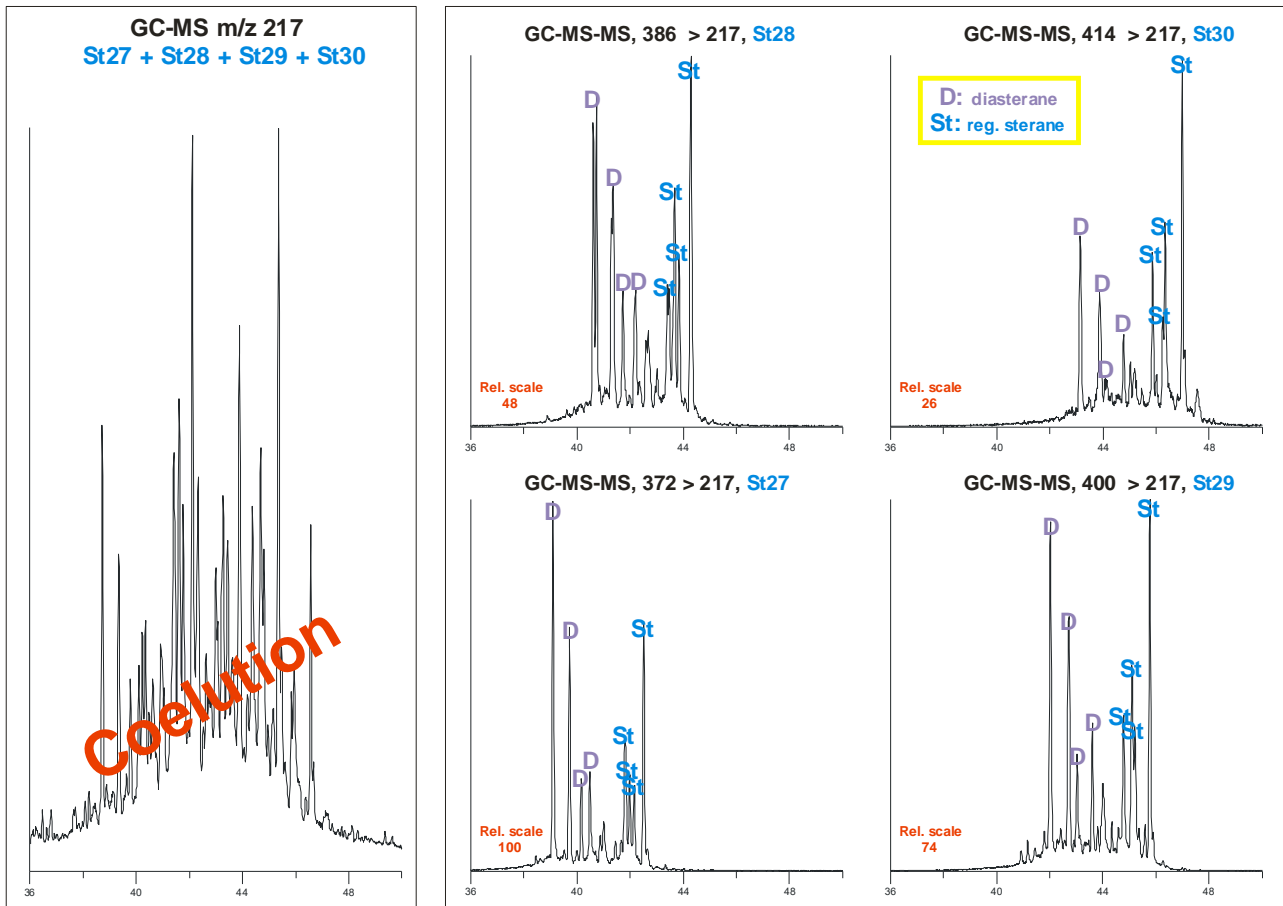 GC-MS m/z 217
St27 + St28 + St29 + St30
Coelution
36 40 44 48
GC-MS-MS, 386 > 217, St28
D
D
D D
St
St
St
St
Rel. scale
48
36 40 44 48
GC-MS-MS, 414 > 217, St30
D: diasterane
St: reg. sterane
D
D
D
D
St
St
St
St
Rel. scale
26
36 40 44 48
GC-MS-MS, 372 > 217, St27
D
D
D
D
St
St
St
St
Rel. scale
100
36 40 44 48
GC-MS-MS, 400 > 217, St29
D
D
D
D
St
St
St
St
Rel. scale
74
36 40 44 48